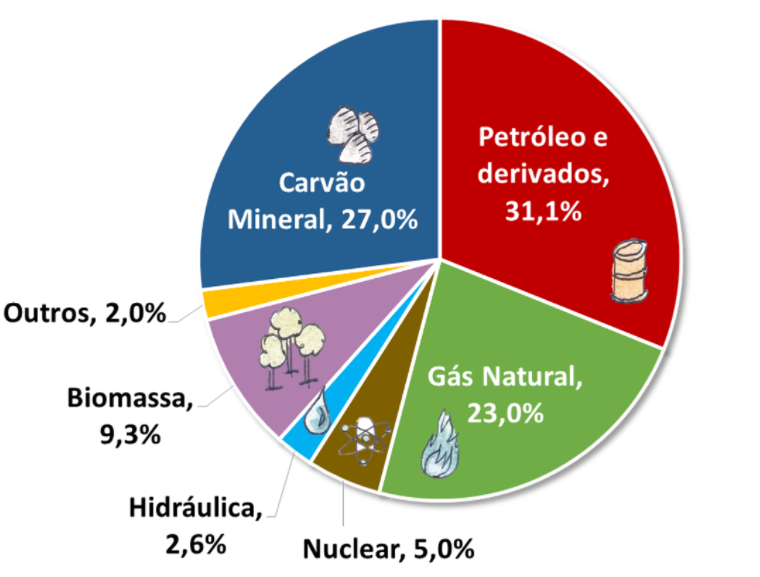 Petróleo e
derivados,
31,1%
Carvão
Mineral, 27,0%
Outros, 2,0%
Gás Natural,
23,0%
Biomassa,
9,3%
Hidráulica,
2,6%
Nuclear, 5,0%